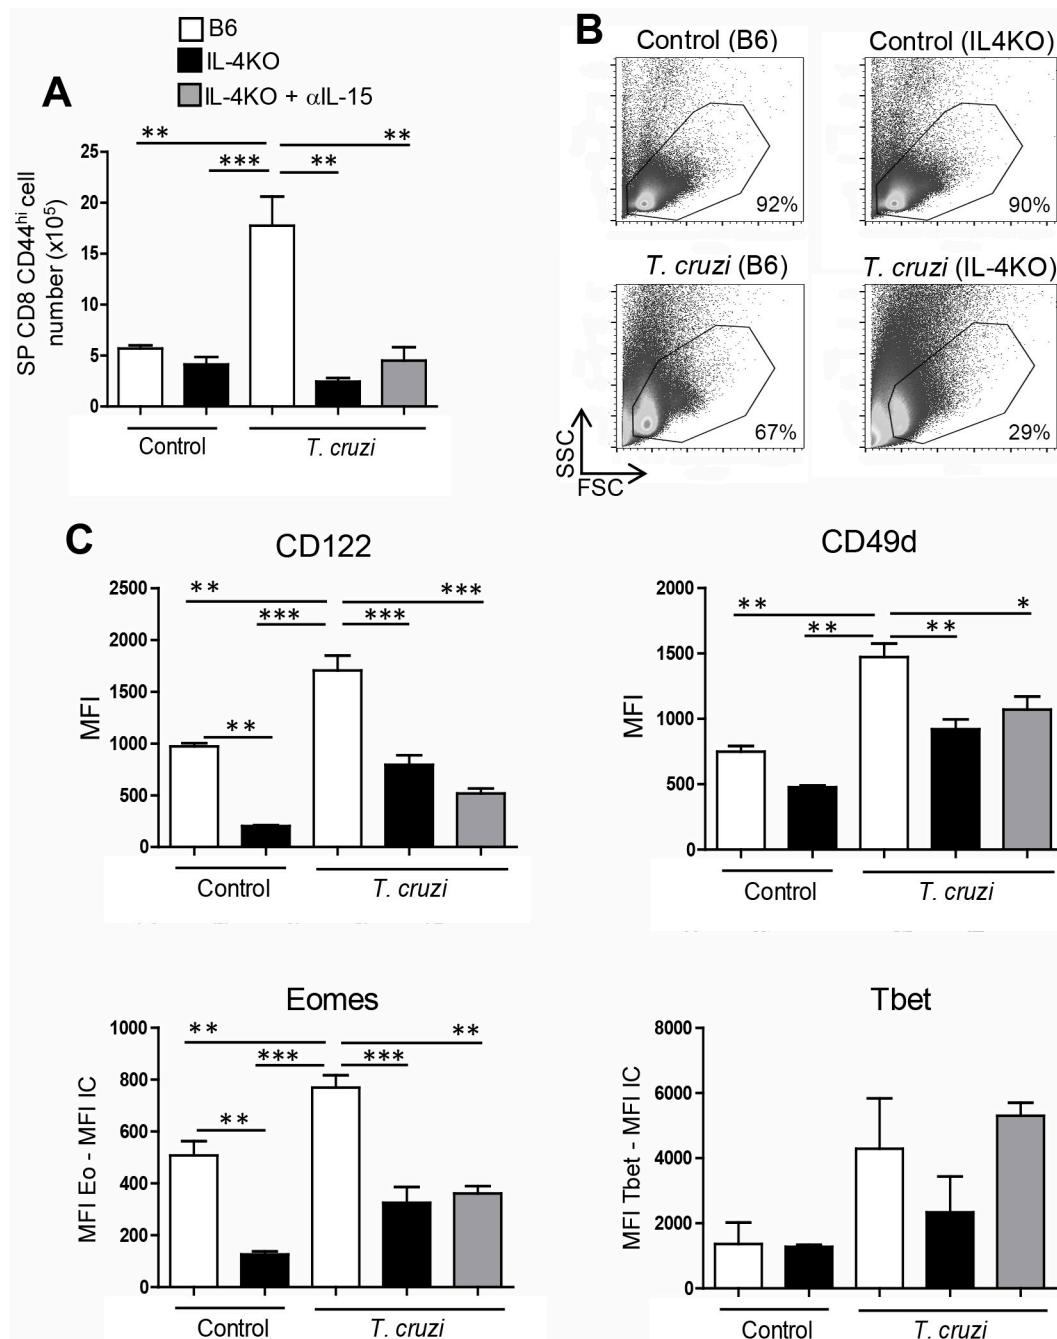 B6
IL-4KO
IL-4KO + αIL-15
A
** ** *** **
SP CD8 CD44hi cell
number (x10⁵)
25
20
15
10
5
0
Control T. cruzi
B
Control (B6) Control (IL4KO)
92% 90%
T. cruzi (B6) T. cruzi (IL-4KO)
67% 29%
SSC
FSC
C
CD122
MFI
2500
2000
1500
1000
500
0
** *** *** ***
**
Control T. cruzi
CD49d
MFI
2000
1500
1000
500
0
** *
** **
Control T. cruzi
Eomes
MFI Eo - MFI IC
1000
800
600
400
200
0
** **
*** ***
**
Control T. cruzi
Tbet
MFI Tbet - MFI IC
8000
6000
4000
2000
0
Control T. cruzi